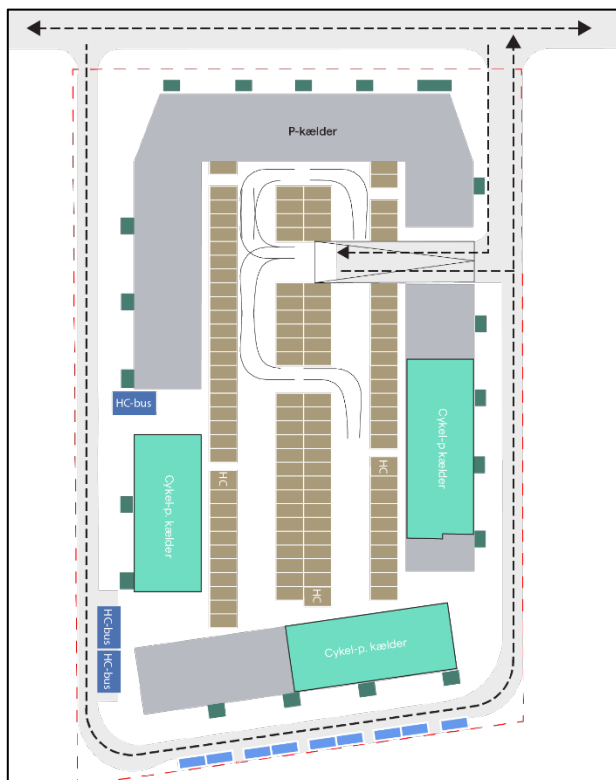 P-kælder
HC-bus
Cykel-p. kælder
Cykel-p kælder
HC
HC
HC
HC-bus
HC-bus
Cykel-p. kælder